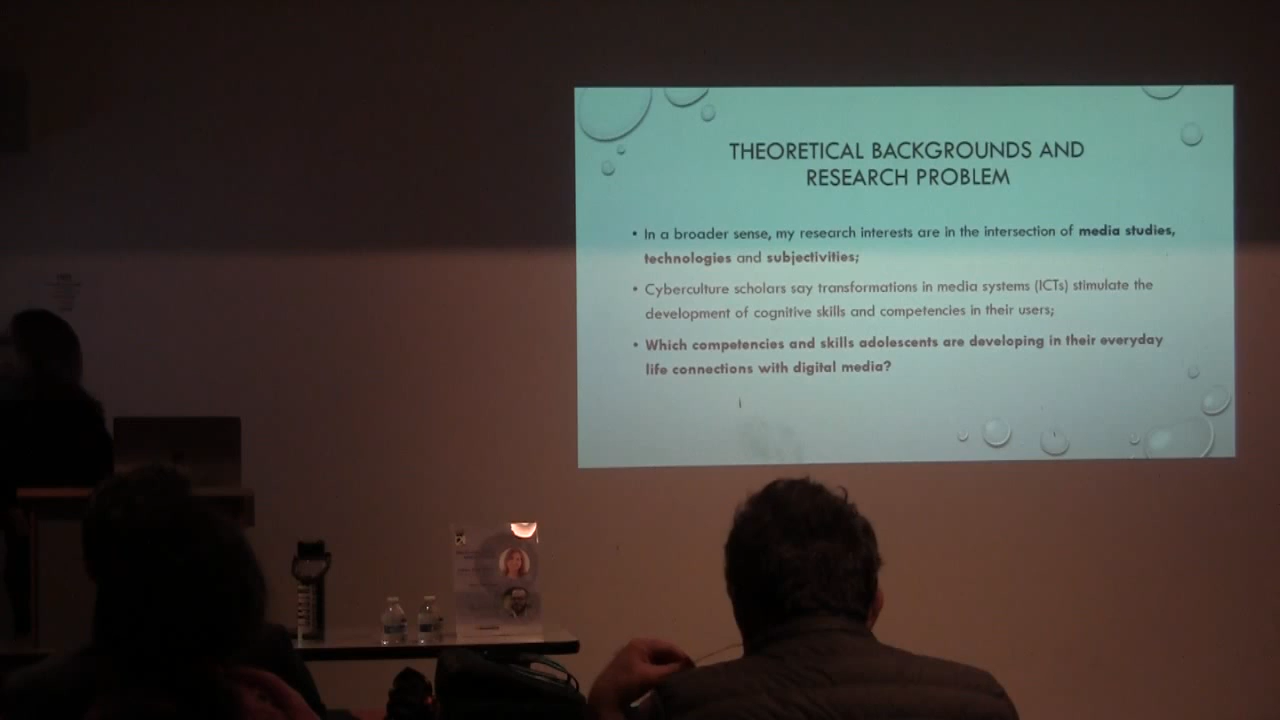 THEORETICAL BACKGROUNDS AND
RESEARCH PROBLEM
• In a broader sense, my research interests are in the intersection of media studies,
technologies and subjectivities;
• Cyberculture scholars say transformations in media systems (ICTs) stimulate the
development of cognitive skills and competencies in their users;
• Which competencies and skills adolescents are developing in their everyday
life connections with digital media?